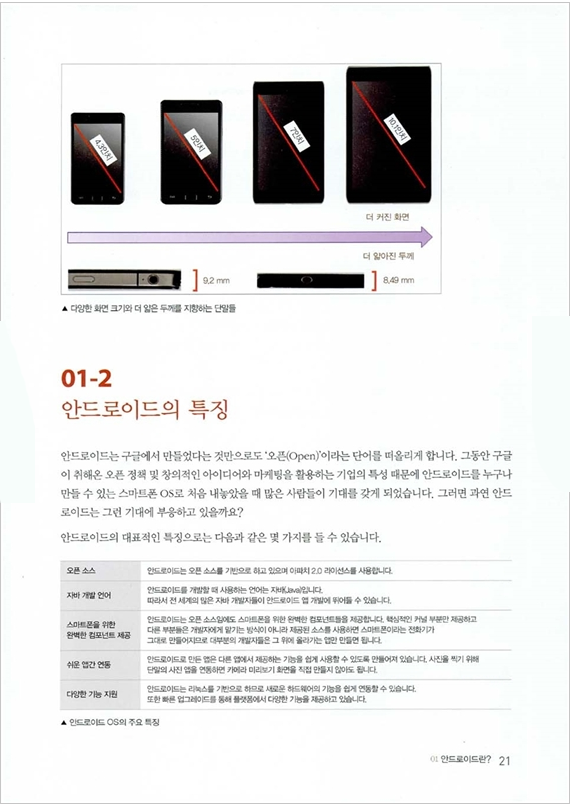 4.3인치
5인치
7인치
10.1인치
더 커진 화면
더 얇아진 두께
9.2 mm
8.49 mm
▲ 다양한 화면 크기와 더 얇은 두께를 지향하는 단말들
01-2
안드로이드의 특징
안드로이드는 구글에서 만들었다는 것만으로도 '오픈(Open)'이라는 단어를 떠올리게 합니다. 그동안 구글
이 취해온 오픈 정책 및 창의적인 아이디어와 마케팅을 활용하는 기업의 특성 때문에 안드로이드를 누구나
만들 수 있는 스마트폰 OS로 처음 내놓았을 때 많은 사람들이 기대를 갖게 되었습니다. 그러면 과연 안드
로이드는 그런 기대에 부응하고 있을까요?
안드로이드의 대표적인 특징으로는 다음과 같은 몇 가지를 들 수 있습니다.
오픈 소스
안드로이드는 오픈 소스를 기반으로 하고 있으며 아파치 2.0 라이선스를 사용합니다.
자바 개발 언어
안드로이드를 개발할 때 사용하는 언어는 자바(Java)입니다.
따라서 전 세계의 많은 자바 개발자들이 안드로이드 앱 개발에 뛰어들 수 있습니다.
스마트폰을 위한
완벽한 컴포넌트 제공
안드로이드는 오픈 소스임에도 스마트폰을 위한 완벽한 컴포넌트들을 제공합니다. 핵심적인 커널 부분만 제공하고
다른 부분들은 개발자에게 맡기는 방식이 아니라 제공된 소스를 사용하면 스마트폰이라는 전화기가
그대로 만들어지므로 대부분의 개발자들은 그 위에 올라가는 앱만 만들면 됩니다.
쉬운 앱간 연동
안드로이드로 만든 앱은 다른 앱에서 제공하는 기능을 쉽게 사용할 수 있도록 만들어져 있습니다. 사진을 찍기 위해
단말의 사진 앱을 연동하면 카메라 미리보기 화면을 직접 만들지 않아도 됩니다.
다양한 기능 지원
안드로이드는 리눅스를 기반으로 하므로 새로운 하드웨어의 기능을 쉽게 연동할 수 있습니다.
또한 빠른 업그레이드를 통해 플랫폼에서 다양한 기능을 제공하고 있습니다.
▲ 안드로이드 OS의 주요 특징
01 안드로이드란? 21